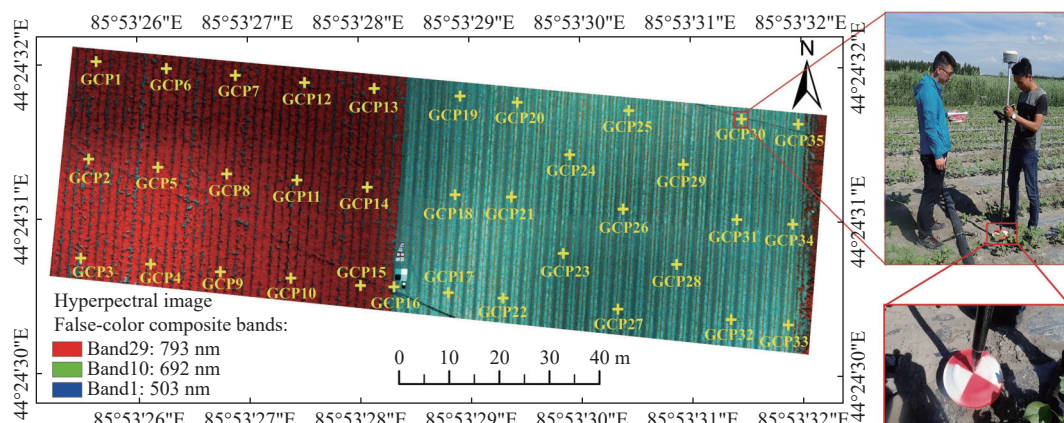 85°53'26"E 85°53'27"E 85°53'28"E 85°53'29"E 85°53'30"E 85°53'31"E 85°53'32"E
44°24'32"E
44°24'31"E
44°24'30"E
N
GCP1
GCP6
GCP7
GCP12
GCP13
GCP19
GCP20
GCP25
GCP30
GCP35
GCP2
GCP5
GCP8
GCP11
GCP14
GCP18
GCP21
GCP24
GCP26
GCP29
GCP31
GCP34
GCP3
GCP4
GCP9
GCP10
GCP15
GCP16
GCP17
GCP22
GCP23
GCP27
GCP28
GCP32
GCP33
Hyperpectral image
False-color composite bands:
Band29: 793 nm
Band10: 692 nm
Band1: 503 nm
0 10 20 30 40 m
44°24'32"E
44°24'31"E
44°24'30"E
85°53'26"E 85°53'27"E 85°53'28"E 85°53'29"E 85°53'30"E 85°53'31"E 85°53'32"E